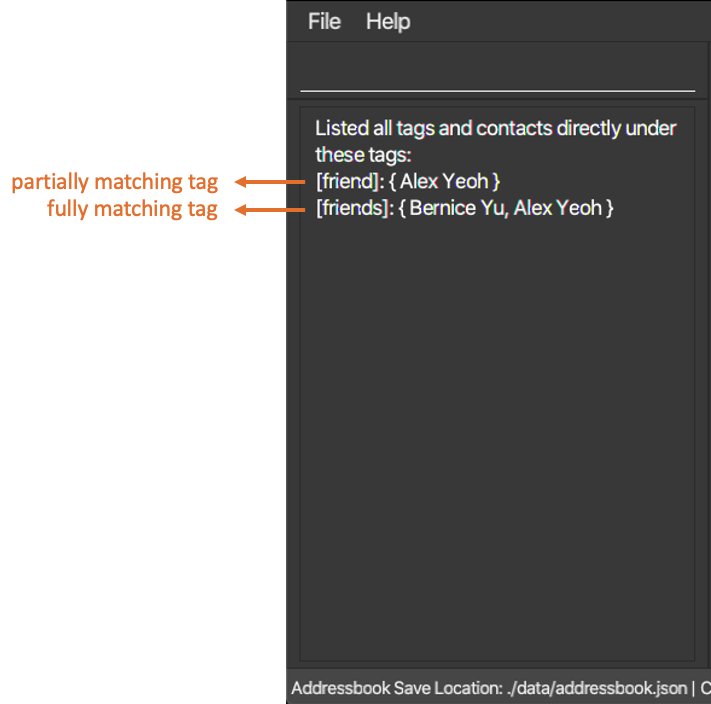 File Help
Listed all tags and contacts directly under
these tags:
partially matching tag [friend]: { Alex Yeoh }
fully matching tag [friends]: { Bernice Yu, Alex Yeoh }
Addressbook Save Location: ./data/addressbook.json | C